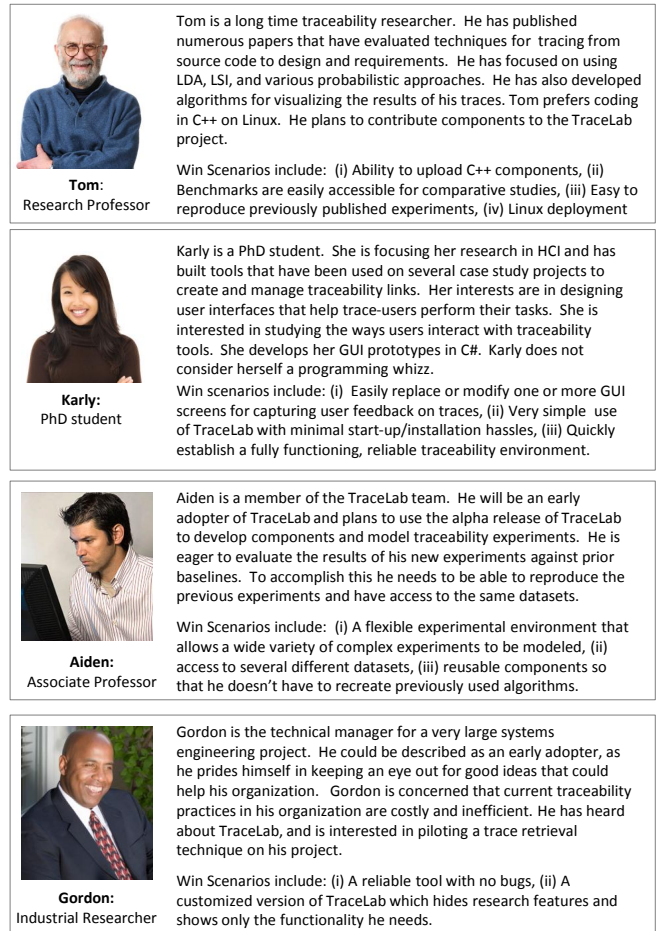 Tom is a long time traceability researcher. He has published
numerous papers that have evaluated techniques for tracing from
source code to design and requirements. He has focused on using
LDA, LSI, and various probabilistic approaches. He has also developed
algorithms for visualizing the results of his traces. Tom prefers coding
in C++ on Linux. He plans to contribute components to the TraceLab
project.
Win Scenarios include: (i) Ability to upload C++ components, (ii)
Benchmarks are easily accessible for comparative studies, (iii) Easy to
reproduce previously published experiments, (iv) Linux deployment
Tom:
Research Professor
Karly is a PhD student. She is focusing her research in HCI and has
built tools that have been used on several case study projects to
create and manage traceability links. Her interests are in designing
user interfaces that help trace-users perform their tasks. She is
interested in studying the ways users interact with traceability
tools. She develops her GUI prototypes in C#. Karly does not
consider herself a programming whizz.
Win scenarios include: (i) Easily replace or modify one or more GUI
screens for capturing user feedback on traces, (ii) Very simple use
of TraceLab with minimal start-up/installation hassles, (iii) Quickly
establish a fully functioning, reliable traceability environment.
Karly:
PhD student
Aiden is a member of the TraceLab team. He will be an early
adopter of TraceLab and plans to use the alpha release of TraceLab
to develop components and model traceability experiments. He is
eager to evaluate the results of his new experiments against prior
baselines. To accomplish this he needs to be able to reproduce the
previous experiments and have access to the same datasets.
Win Scenarios include: (i) A flexible experimental environment that
allows a wide variety of complex experiments to be modeled, (ii)
access to several different datasets, (iii) reusable components so
that he doesn't have to recreate previously used algorithms.
Aiden:
Associate Professor
Gordon is the technical manager for a very large systems
engineering project. He could be described as an early adopter, as
he prides himself in keeping an eye out for good ideas that could
help his organization. Gordon is concerned that current traceability
practices in his organization are costly and inefficient. He has heard
about TraceLab, and is interested in piloting a trace retrieval
technique on his project.
Win Scenarios include: (i) A reliable tool with no bugs, (ii) A
customized version of TraceLab which hides research features and
shows only the functionality he needs.
Gordon:
Industrial Researcher